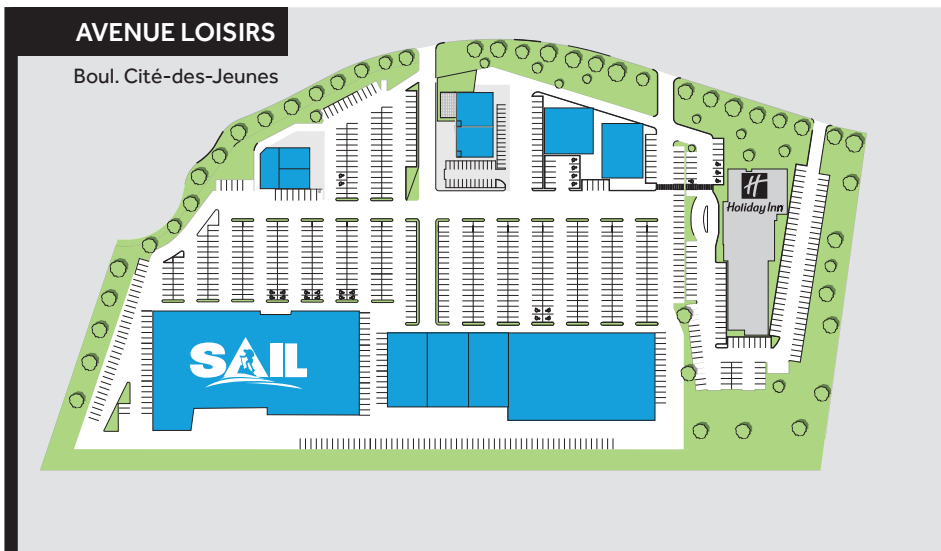 AVENUE LOISIRS
Boul. Cité-des-Jeunes
H
Holiday Inn
SAIL